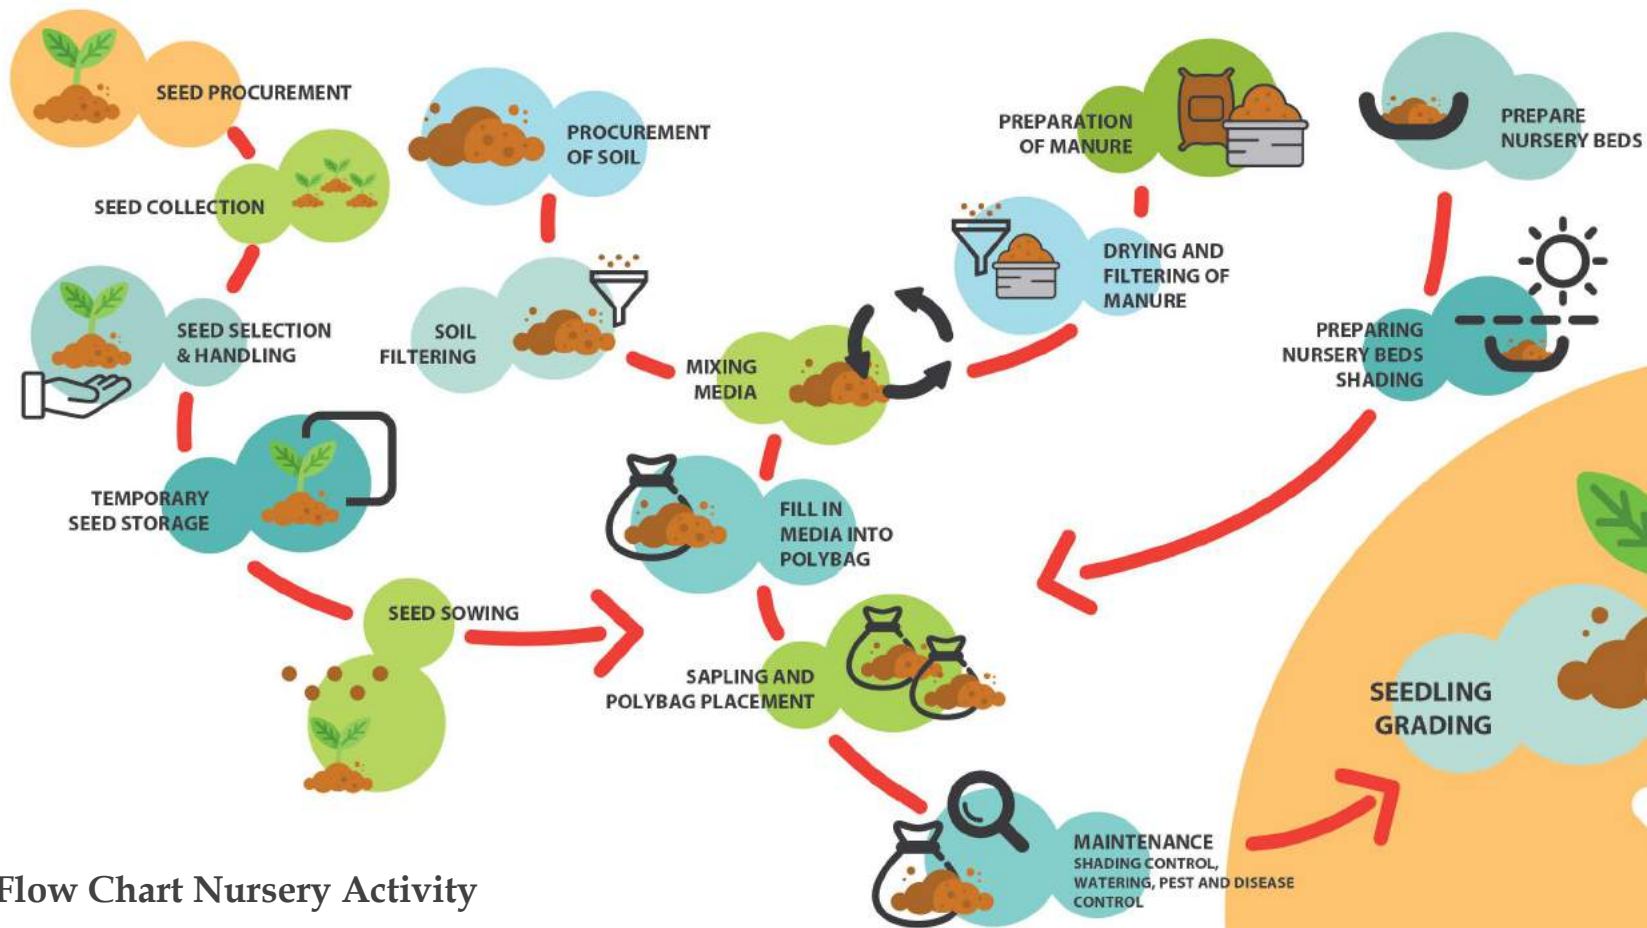 SEED PROCUREMENT
SEED COLLECTION
SEED SELECTION
& HANDLING
TEMPORARY
SEED STORAGE
SEED SOWING
PROCUREMENT
OF SOIL
SOIL
FILTERING
MIXING
MEDIA
PREPARATION
OF MANURE
DRYING AND
FILTERING OF
MANURE
FILL IN
MEDIA INTO
POLYBAG
SAPLING AND
POLYBAG PLACEMENT
PREPARE
NURSERY BEDS
PREPARING
NURSERY BEDS
SHADING
MAINTENANCE
SHADING CONTROL,
WATERING, PEST AND DISEASE
CONTROL
SEEDLING
GRADING
Flow Chart Nursery Activity